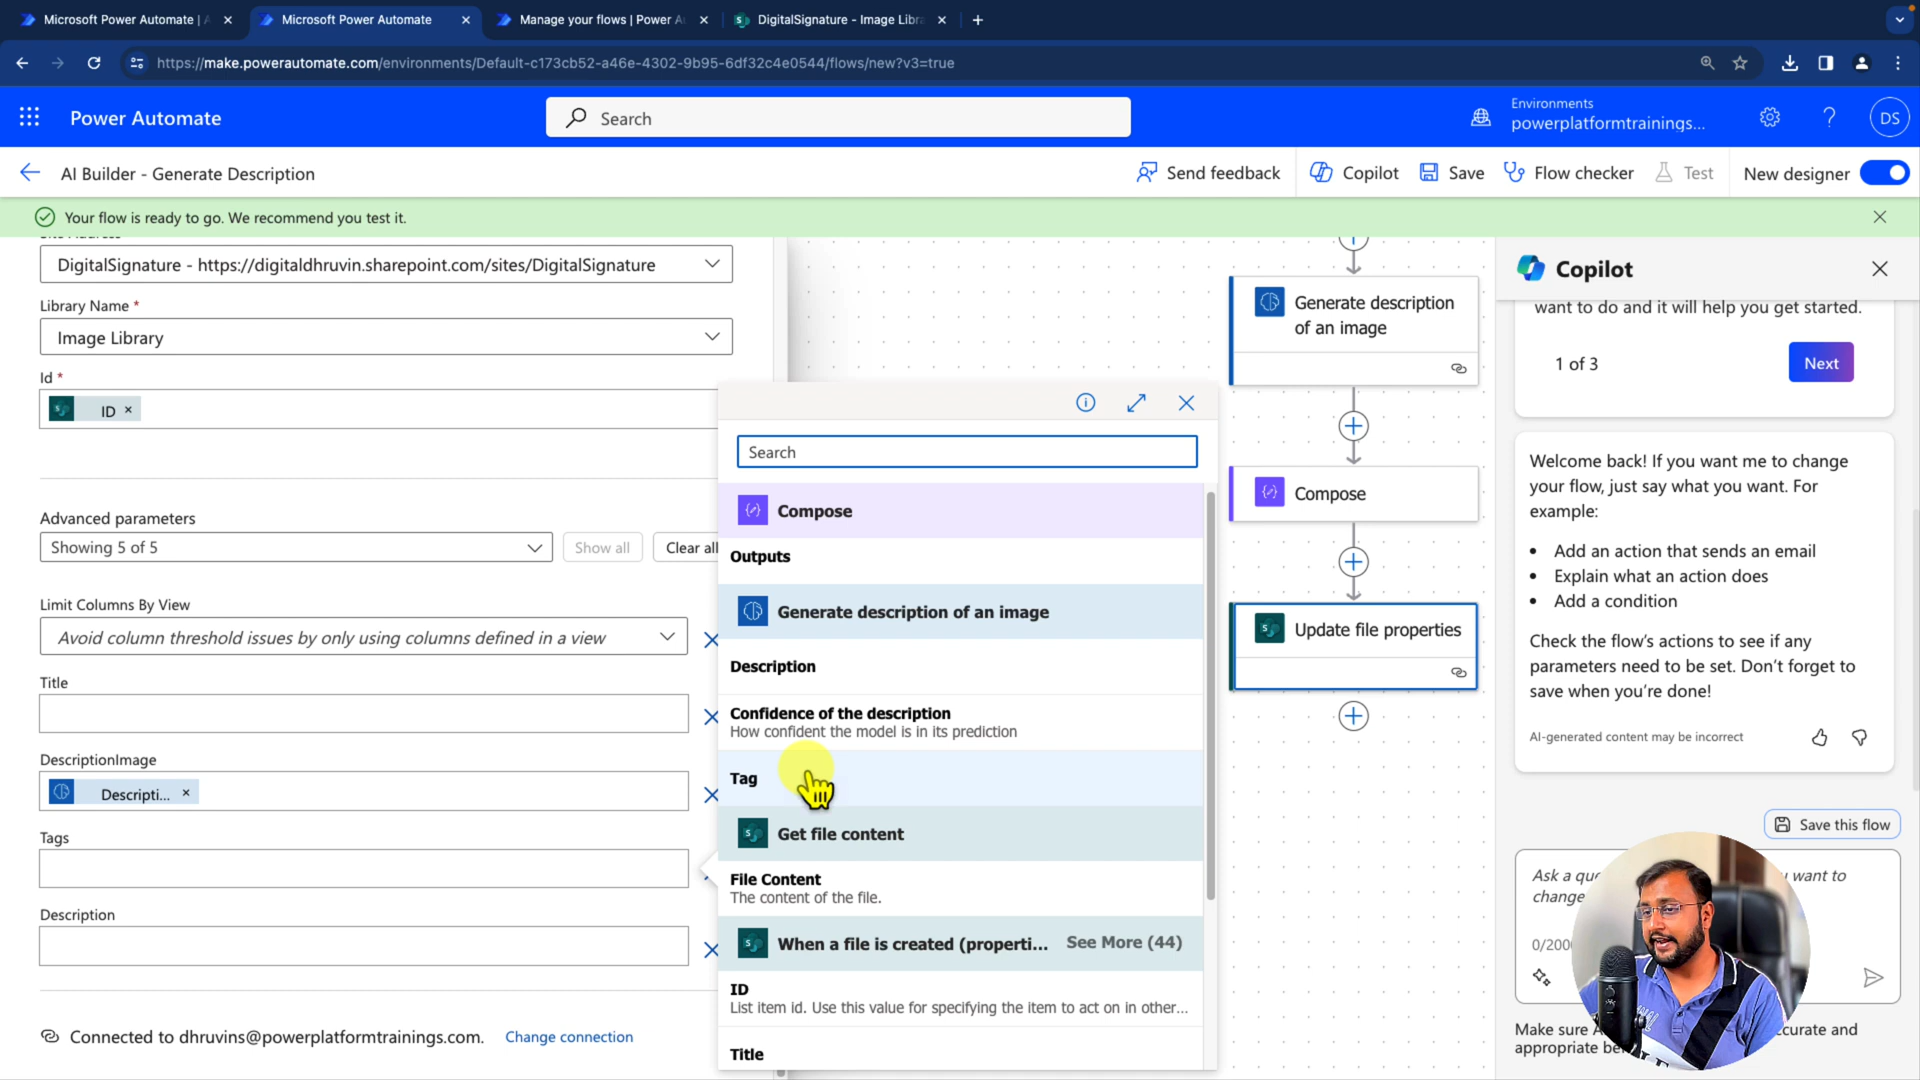 Microsoft Power Automate |
Microsoft Power Automate
Manage your flows | Power A
DigitalSignature - Image Libr
https://make.powerautomate.com/environments/Default-c173cb52-a46e-4302-9b95-6df32c4e0544/flows/new?v3=true
Power Automate
Search
Environments
powerplatformtrainings...
DS
AI Builder - Generate Description
Send feedback
Copilot
Save
Flow checker
Test
New designer
Your flow is ready to go. We recommend you test it.
DigitalSignature - https://digitaldhruvin.sharepoint.com/sites/DigitalSignature
Library Name *
Image Library
Id *
ID ×
Advanced parameters
Showing 5 of 5
Show all
Clear all
Limit Columns By View
Avoid column threshold issues by only using columns defined in a view
Title
DescriptionImage
Descripti... ×
Tags
Description
Connected to dhruvins@powerplatformtrainings.com.
Change connection
Search
Compose
Outputs
Generate description of an image
Description
Confidence of the description
How confident the model is in its prediction
Tag
Get file content
File Content
The content of the file.
When a file is created (properti...
See More (44)
ID
List item id. Use this value for specifying the item to act on in other...
Title
Generate description
of an image
Compose
Update file properties
Copilot
want to do and it will help you get started.
1 of 3
Next
Welcome back! If you want me to change
your flow, just say what you want. For
example:
• Add an action that sends an email
• Explain what an action does
• Add a condition
Check the flow's actions to see if any
parameters need to be set. Don't forget to
save when you're done!
AI-generated content may be incorrect
Save this flow
Ask a want to
change
Make sure accurate and
appropriate